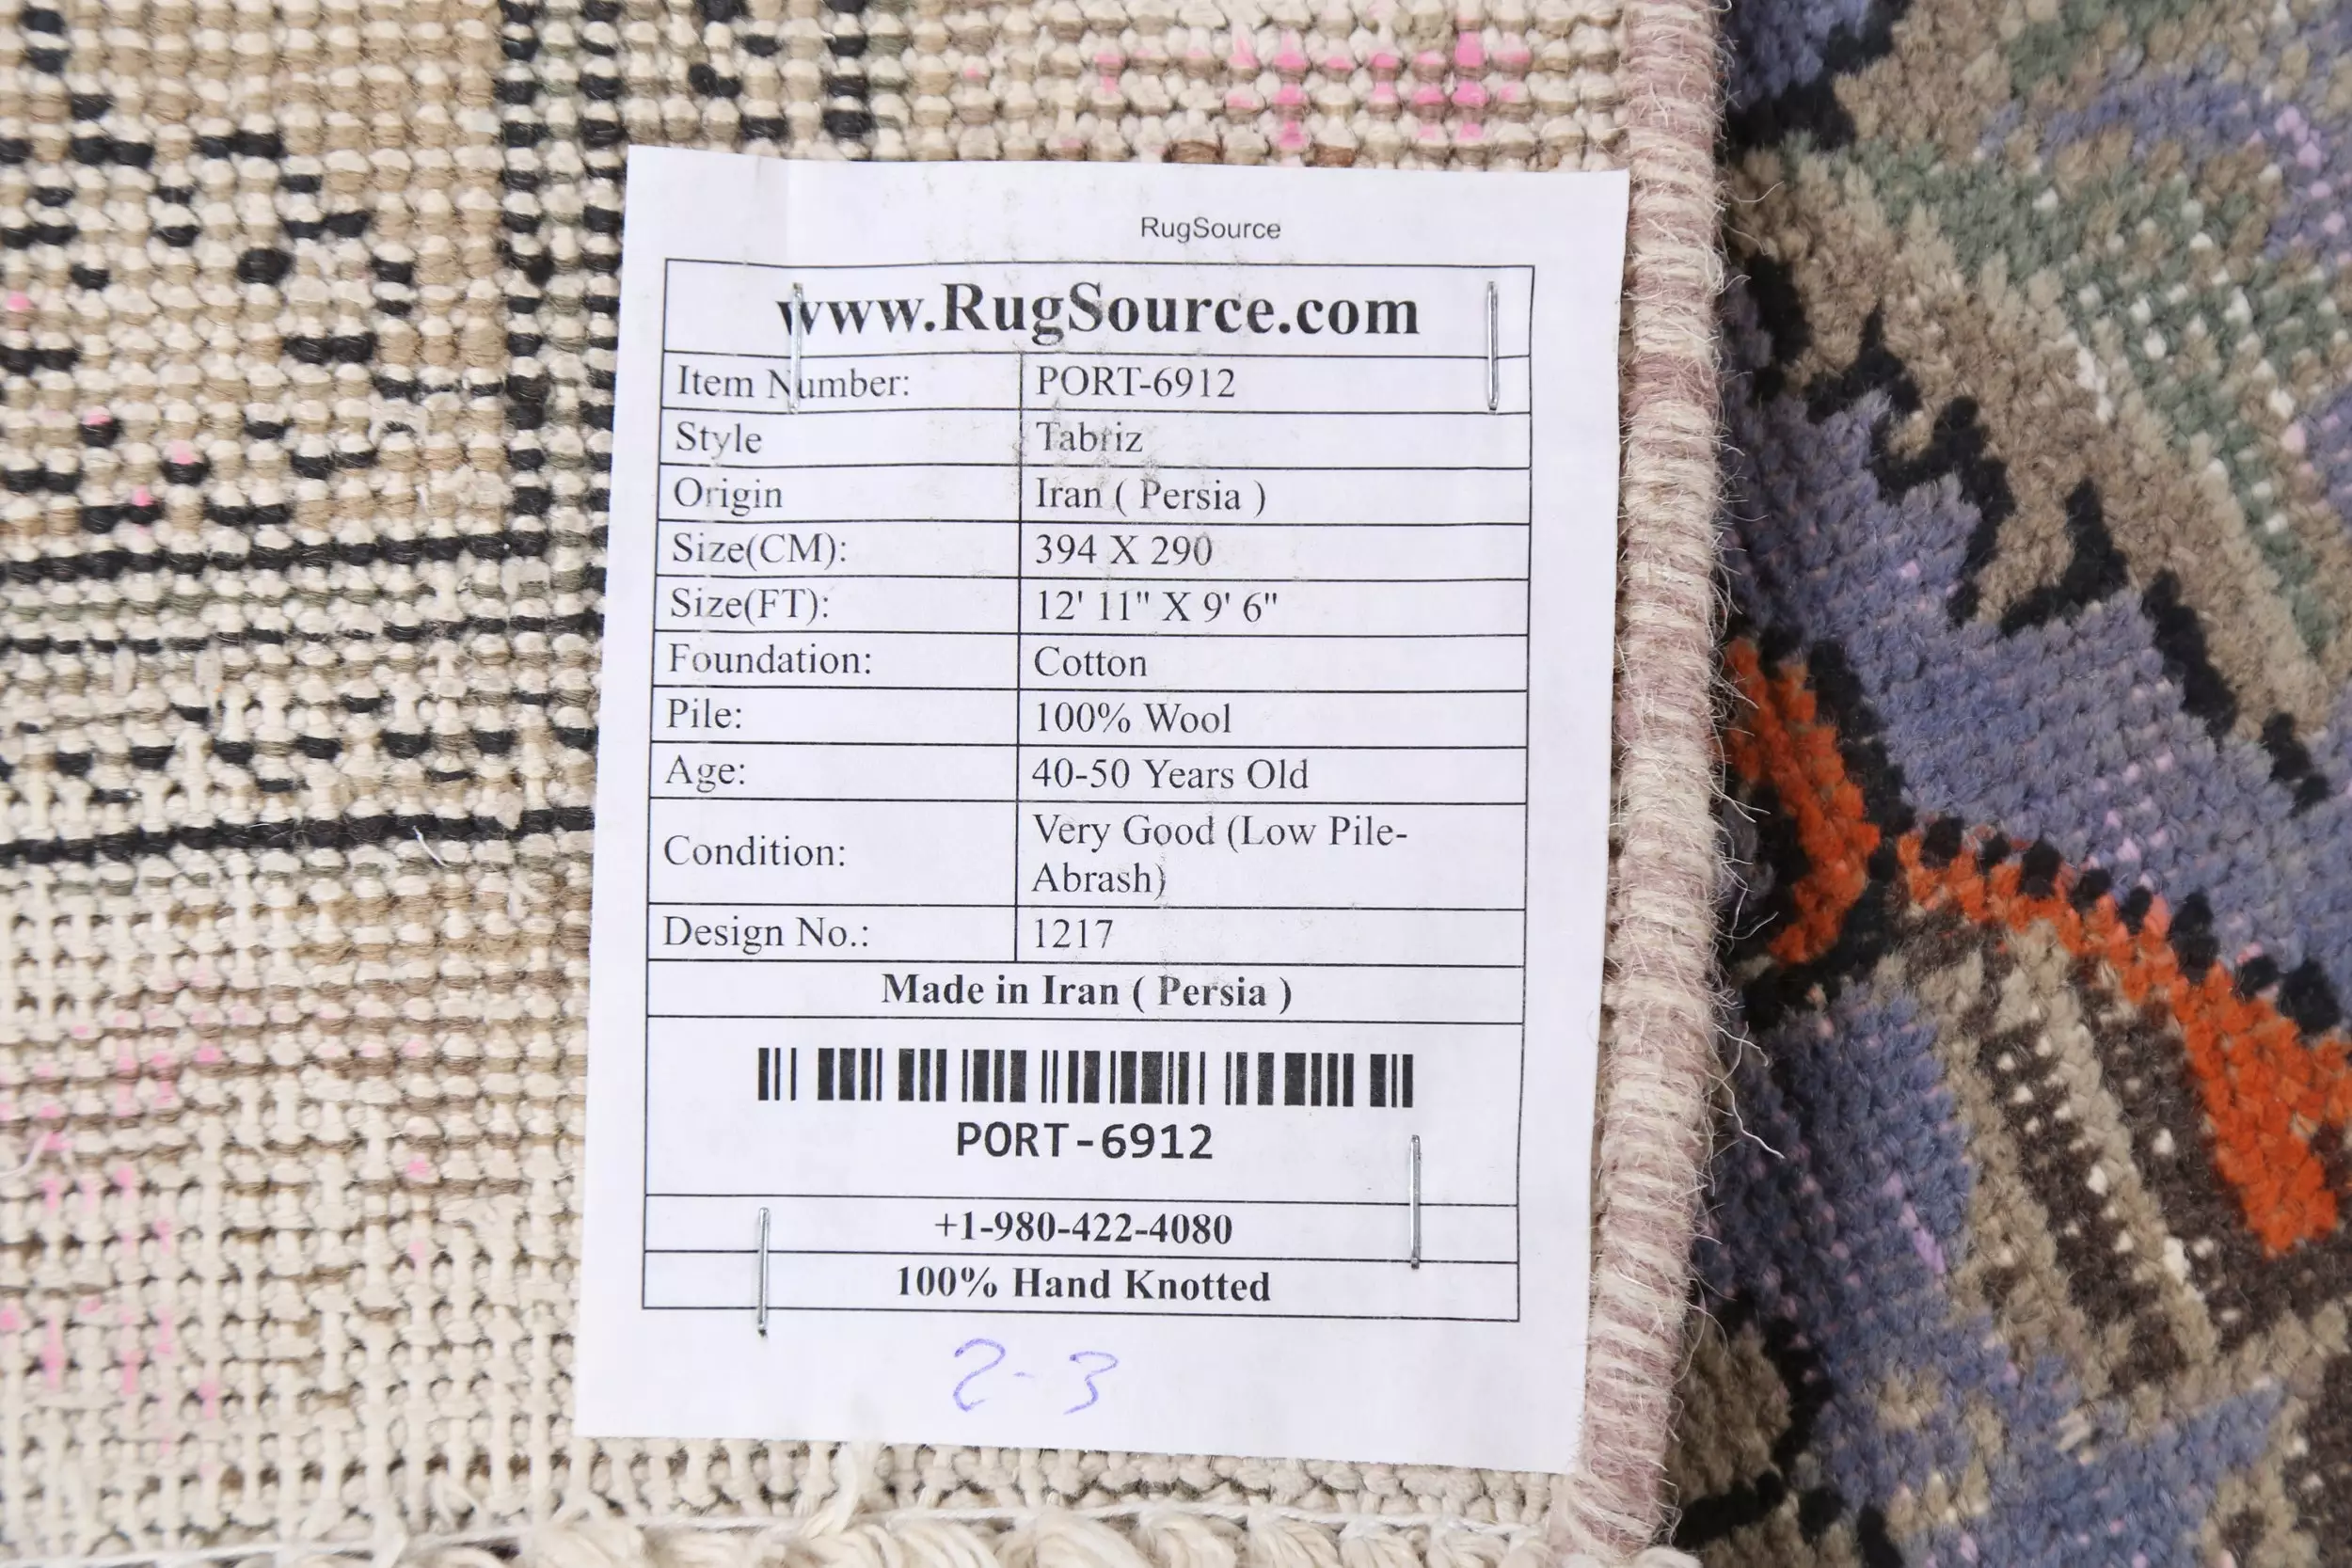 RugSource
www.RugSource.com
Item Number: PORT-6912
Style Tabriz
Origin Iran ( Persia )
Size(CM): 394 X 290
Size(FT): 12' 11" X 9' 6"
Foundation: Cotton
Pile: 100% Wool
Age: 40-50 Years Old
Condition: Very Good (Low Pile-
Abrash)
Design No.: 1217
Made in Iran ( Persia )
PORT-6912
+1-980-422-4080
100% Hand Knotted
2-3